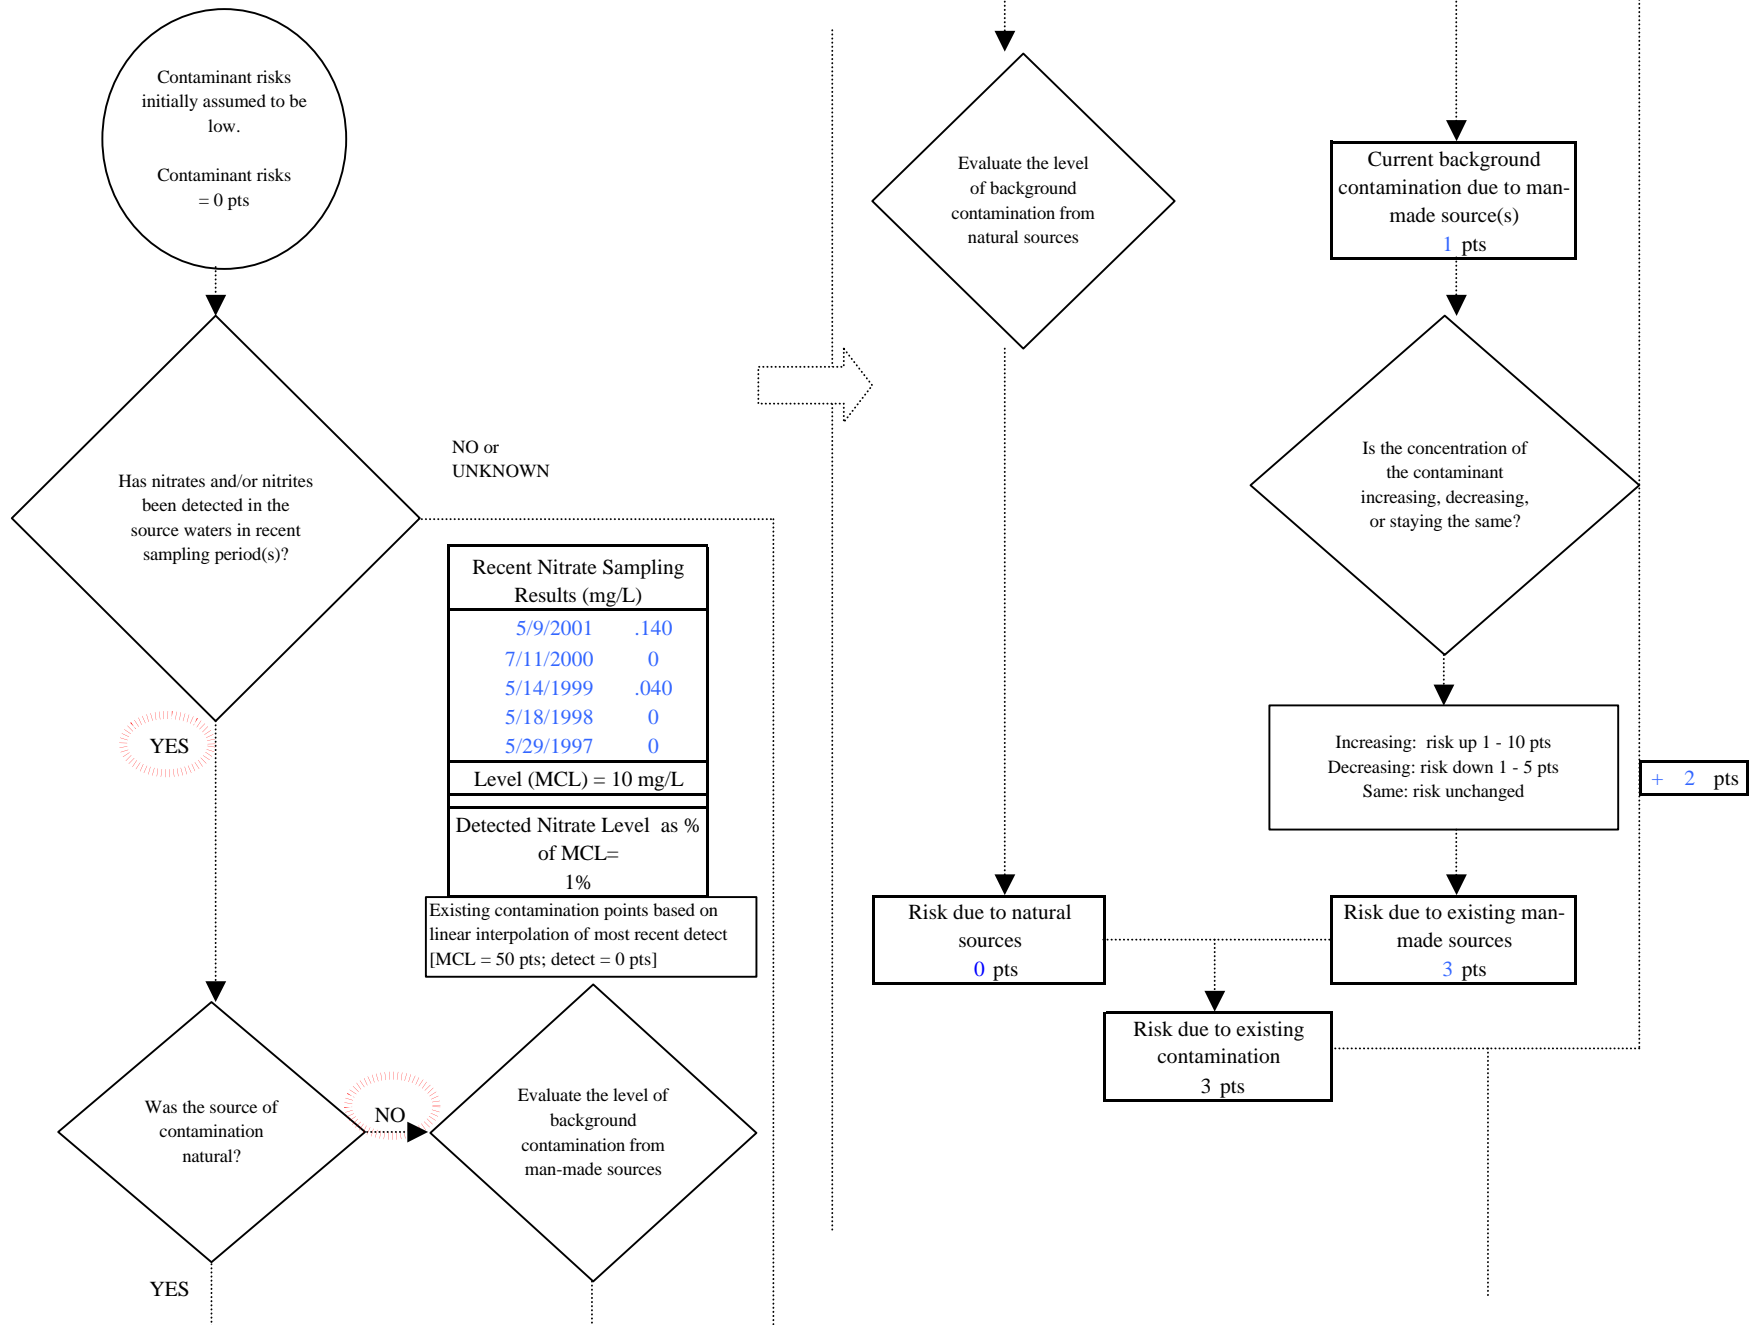 Contaminant risks
initially assumed to be
low.
Contaminant risks
= 0 pts
Has nitrates and/or nitrites
been detected in the
source waters in recent
sampling period(s)?
NO or
UNKNOWN
YES
Recent Nitrate Sampling
Results (mg/L)
5/9/2001 .140
7/11/2000 0
5/14/1999 .040
5/18/1998 0
5/29/1997 0
Level (MCL) = 10 mg/L
Detected Nitrate Level as %
of MCL=
1%
Existing contamination points based on
linear interpolation of most recent detect
[MCL = 50 pts; detect = 0 pts]
Was the source of
contamination
natural?
NO
YES
Evaluate the level of
background
contamination from
man-made sources
Evaluate the level
of background
contamination from
natural sources
Current background
contamination due to man-
made source(s)
1 pts
Is the concentration of
the contaminant
increasing, decreasing,
or staying the same?
Increasing: risk up 1 - 10 pts
Decreasing: risk down 1 - 5 pts
Same: risk unchanged
+ 2 pts
Risk due to natural
sources
0 pts
Risk due to existing man-
made sources
3 pts
Risk due to existing
contamination
3 pts